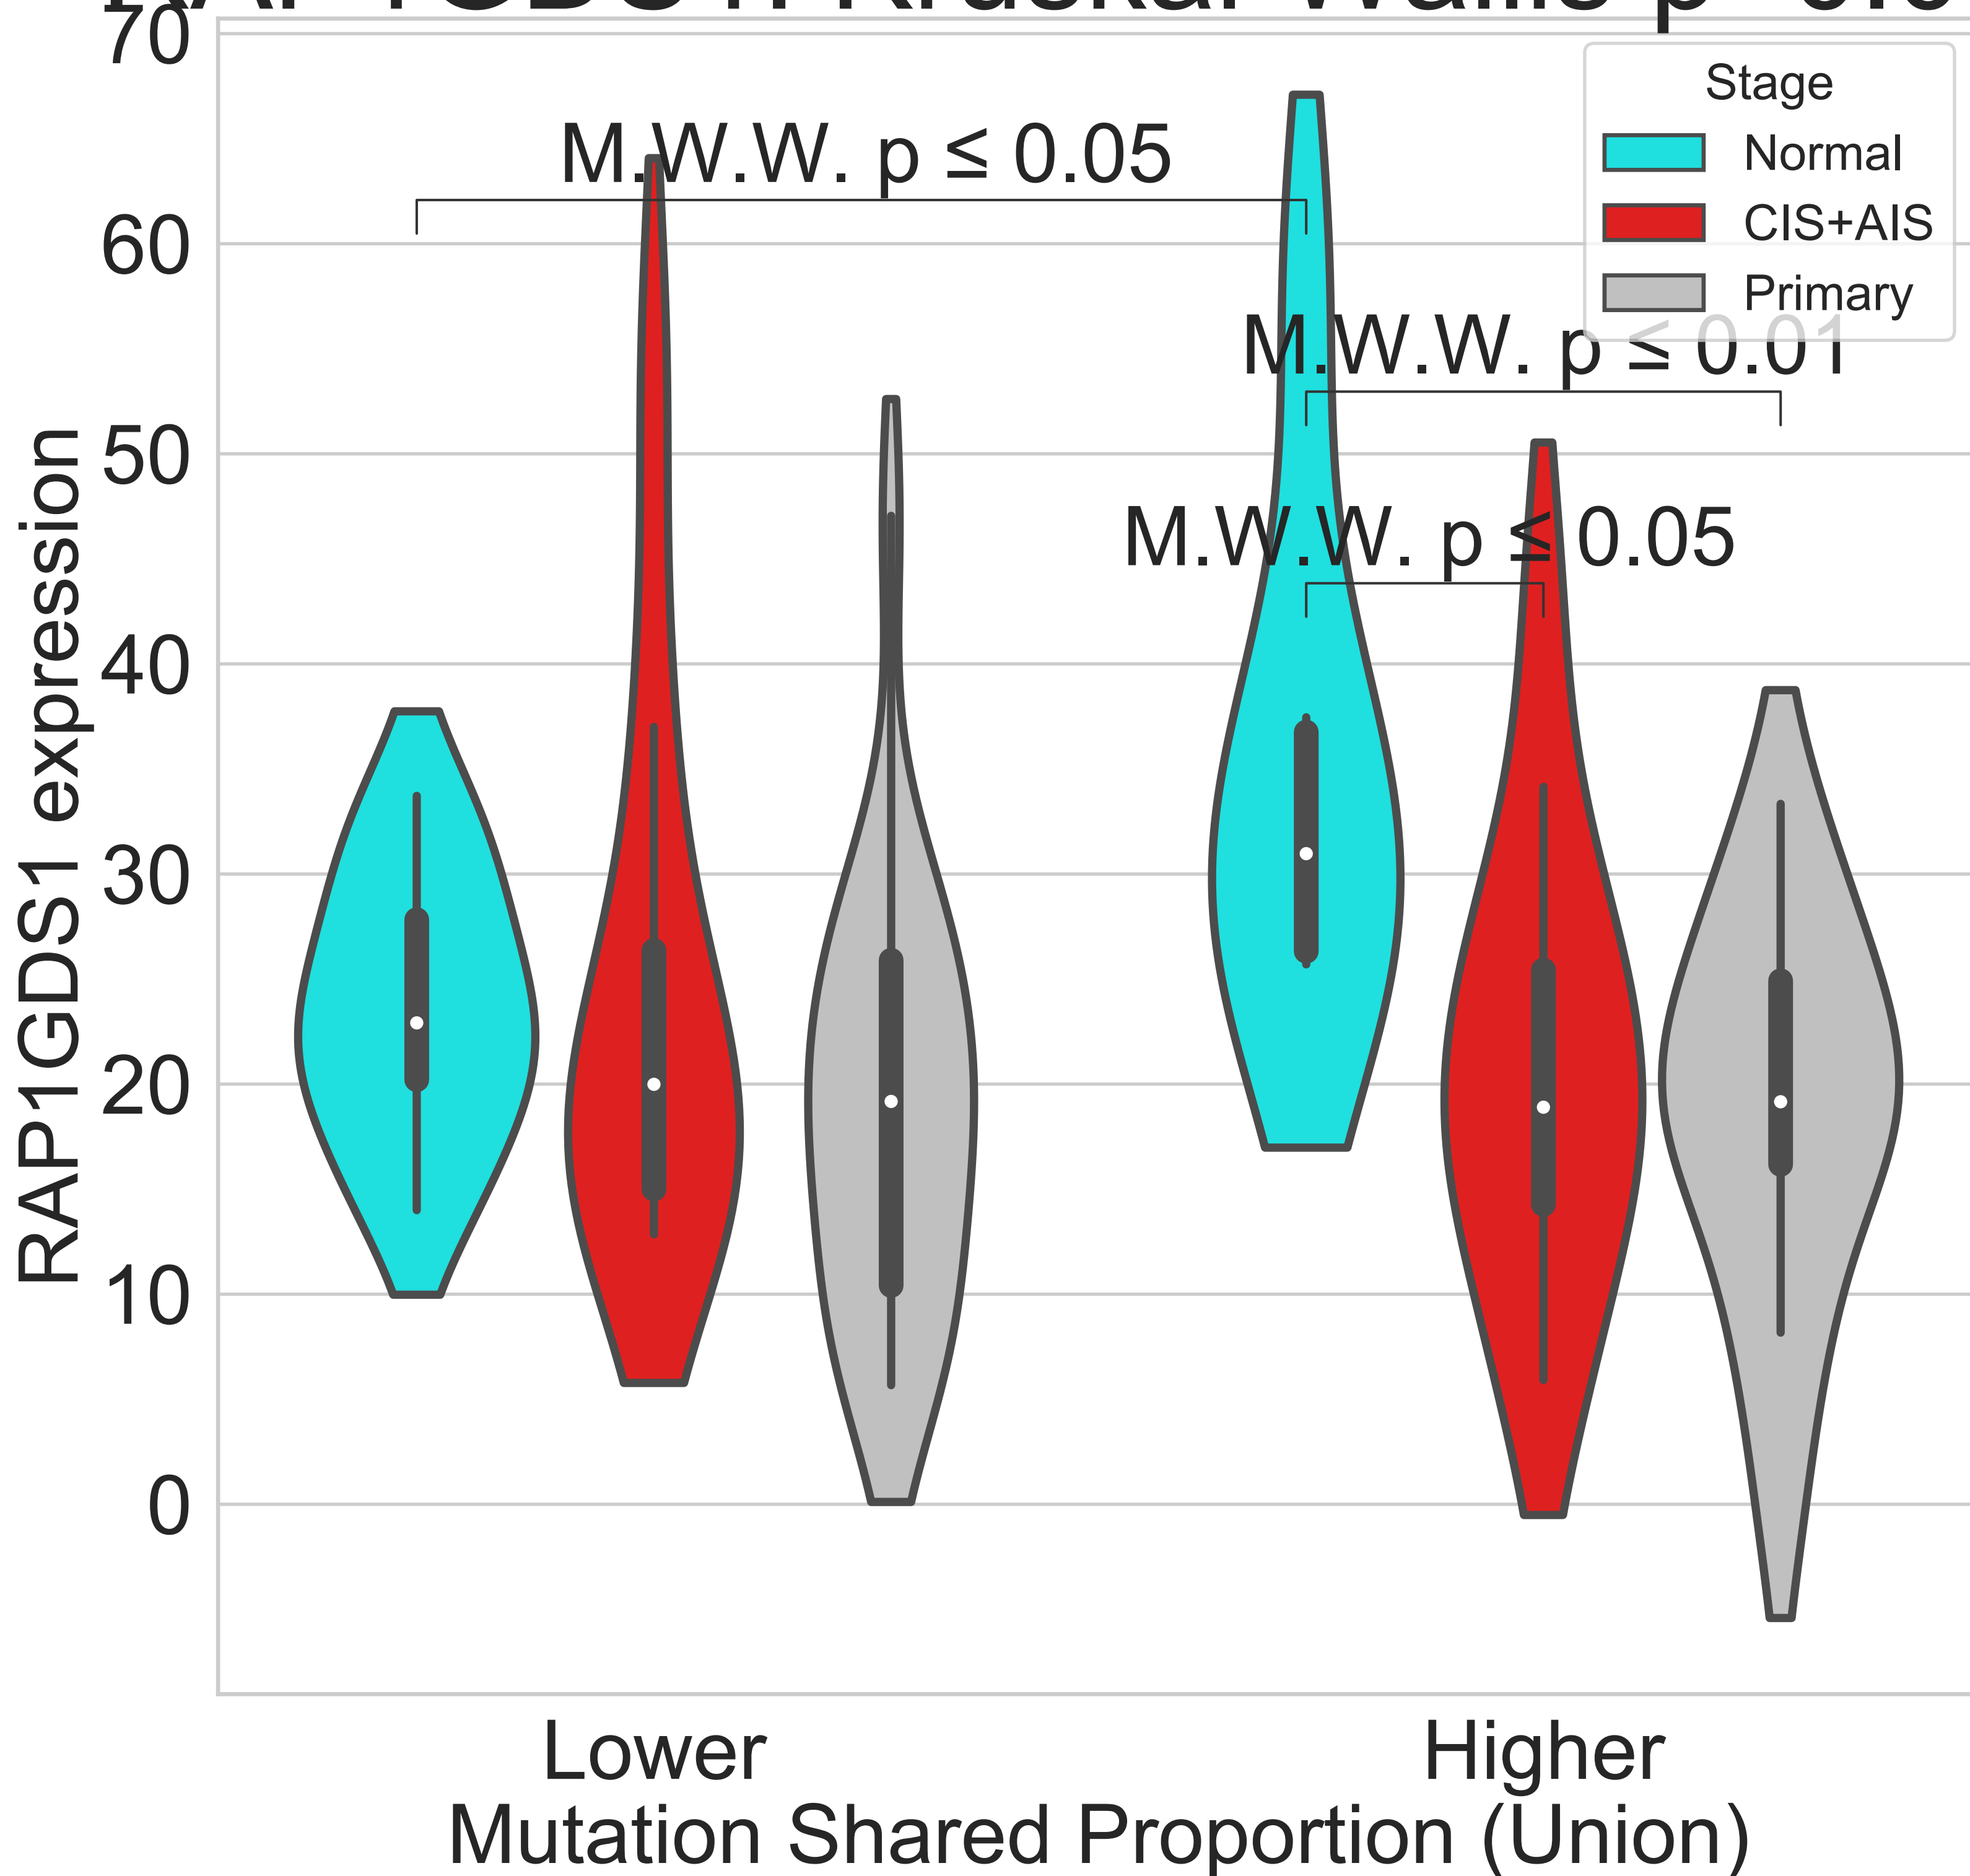 70
60
50
40
30
20
10
0
RAP1GDS1 expression
M.W.W. p ≤ 0.05
M.W.W. p ≤ 0.01
M.W.W. p ≤ 0.05
Stage
Normal
CIS+AIS
Primary
Lower
Higher
Mutation Shared Proportion (Union)